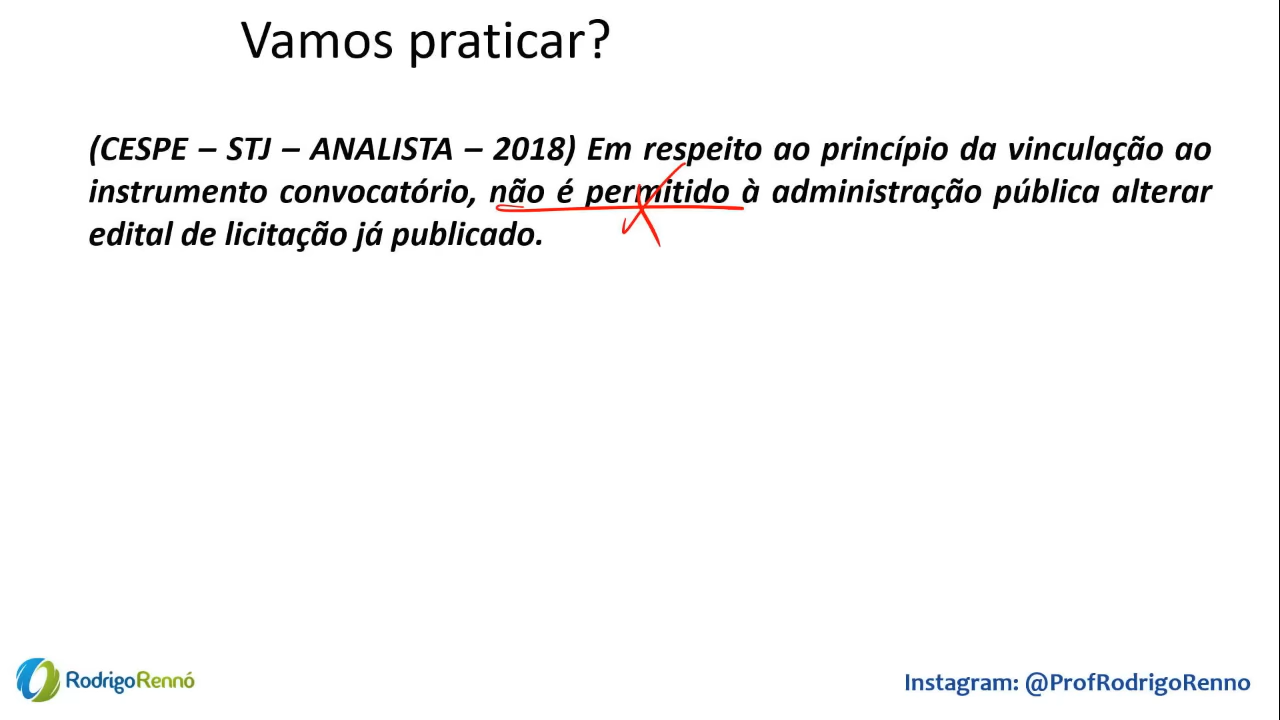 Vamos praticar?
(CESPE – STJ – ANALISTA – 2018) Em respeito ao princípio da vinculação ao
instrumento convocatório, não é permitido à administração pública alterar
edital de licitação já publicado.
RodrigoRennó
Instagram: @ProfRodrigoRenno